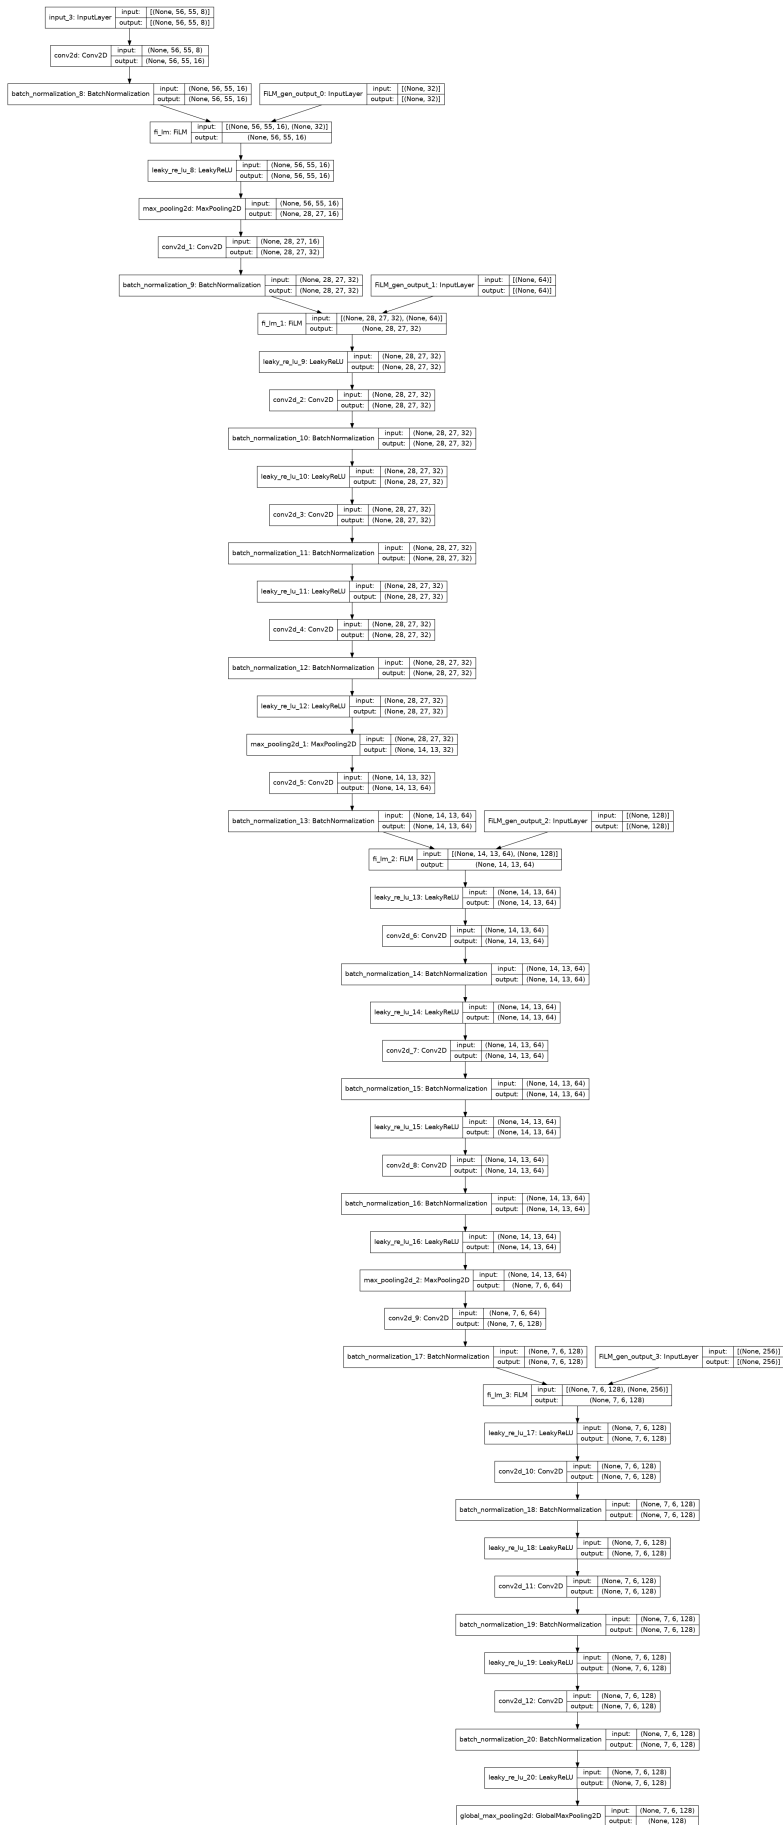 input_3: InputLayer input: [(None, 56, 55, 8)]
output: [(None, 56, 55, 8)]
conv2d: Conv2D input: (None, 56, 55, 8)
output: (None, 56, 55, 16)
batch_normalization_8: BatchNormalization input: (None, 56, 55, 16)
output: (None, 56, 55, 16)
FiLM_gen_output_0: InputLayer input: [(None, 32)]
output: [(None, 32)]
fi_lm: FiLM input: [(None, 56, 55, 16), (None, 32)]
output: (None, 56, 55, 16)
leaky_re_lu_8: LeakyReLU input: (None, 56, 55, 16)
output: (None, 56, 55, 16)
max_pooling2d: MaxPooling2D input: (None, 56, 55, 16)
output: (None, 28, 27, 16)
conv2d_1: Conv2D input: (None, 28, 27, 16)
output: (None, 28, 27, 32)
batch_normalization_9: BatchNormalization input: (None, 28, 27, 32)
output: (None, 28, 27, 32)
FiLM_gen_output_1: InputLayer input: [(None, 64)]
output: [(None, 64)]
fi_lm_1: FiLM input: [(None, 28, 27, 32), (None, 64)]
output: (None, 28, 27, 32)
leaky_re_lu_9: LeakyReLU input: (None, 28, 27, 32)
output: (None, 28, 27, 32)
conv2d_2: Conv2D input: (None, 28, 27, 32)
output: (None, 28, 27, 32)
batch_normalization_10: BatchNormalization input: (None, 28, 27, 32)
output: (None, 28, 27, 32)
leaky_re_lu_10: LeakyReLU input: (None, 28, 27, 32)
output: (None, 28, 27, 32)
conv2d_3: Conv2D input: (None, 28, 27, 32)
output: (None, 28, 27, 32)
batch_normalization_11: BatchNormalization input: (None, 28, 27, 32)
output: (None, 28, 27, 32)
leaky_re_lu_11: LeakyReLU input: (None, 28, 27, 32)
output: (None, 28, 27, 32)
conv2d_4: Conv2D input: (None, 28, 27, 32)
output: (None, 28, 27, 32)
batch_normalization_12: BatchNormalization input: (None, 28, 27, 32)
output: (None, 28, 27, 32)
leaky_re_lu_12: LeakyReLU input: (None, 28, 27, 32)
output: (None, 28, 27, 32)
max_pooling2d_1: MaxPooling2D input: (None, 28, 27, 32)
output: (None, 14, 13, 32)
conv2d_5: Conv2D input: (None, 14, 13, 32)
output: (None, 14, 13, 64)
batch_normalization_13: BatchNormalization input: (None, 14, 13, 64)
output: (None, 14, 13, 64)
FiLM_gen_output_2: InputLayer input: [(None, 128)]
output: [(None, 128)]
fi_lm_2: FiLM input: [(None, 14, 13, 64), (None, 128)]
output: (None, 14, 13, 64)
leaky_re_lu_13: LeakyReLU input: (None, 14, 13, 64)
output: (None, 14, 13, 64)
conv2d_6: Conv2D input: (None, 14, 13, 64)
output: (None, 14, 13, 64)
batch_normalization_14: BatchNormalization input: (None, 14, 13, 64)
output: (None, 14, 13, 64)
leaky_re_lu_14: LeakyReLU input: (None, 14, 13, 64)
output: (None, 14, 13, 64)
conv2d_7: Conv2D input: (None, 14, 13, 64)
output: (None, 14, 13, 64)
batch_normalization_15: BatchNormalization input: (None, 14, 13, 64)
output: (None, 14, 13, 64)
leaky_re_lu_15: LeakyReLU input: (None, 14, 13, 64)
output: (None, 14, 13, 64)
conv2d_8: Conv2D input: (None, 14, 13, 64)
output: (None, 14, 13, 64)
batch_normalization_16: BatchNormalization input: (None, 14, 13, 64)
output: (None, 14, 13, 64)
leaky_re_lu_16: LeakyReLU input: (None, 14, 13, 64)
output: (None, 14, 13, 64)
max_pooling2d_2: MaxPooling2D input: (None, 14, 13, 64)
output: (None, 7, 6, 64)
conv2d_9: Conv2D input: (None, 7, 6, 64)
output: (None, 7, 6, 128)
batch_normalization_17: BatchNormalization input: (None, 7, 6, 128)
output: (None, 7, 6, 128)
FiLM_gen_output_3: InputLayer input: [(None, 256)]
output: [(None, 256)]
fi_lm_3: FiLM input: [(None, 7, 6, 128), (None, 256)]
output: (None, 7, 6, 128)
leaky_re_lu_17: LeakyReLU input: (None, 7, 6, 128)
output: (None, 7, 6, 128)
conv2d_10: Conv2D input: (None, 7, 6, 128)
output: (None, 7, 6, 128)
batch_normalization_18: BatchNormalization input: (None, 7, 6, 128)
output: (None, 7, 6, 128)
leaky_re_lu_18: LeakyReLU input: (None, 7, 6, 128)
output: (None, 7, 6, 128)
conv2d_11: Conv2D input: (None, 7, 6, 128)
output: (None, 7, 6, 128)
batch_normalization_19: BatchNormalization input: (None, 7, 6, 128)
output: (None, 7, 6, 128)
leaky_re_lu_19: LeakyReLU input: (None, 7, 6, 128)
output: (None, 7, 6, 128)
conv2d_12: Conv2D input: (None, 7, 6, 128)
output: (None, 7, 6, 128)
batch_normalization_20: BatchNormalization input: (None, 7, 6, 128)
output: (None, 7, 6, 128)
leaky_re_lu_20: LeakyReLU input: (None, 7, 6, 128)
output: (None, 7, 6, 128)
global_max_pooling2d: GlobalMaxPooling2D input: (None, 7, 6, 128)
output: (None, 128)